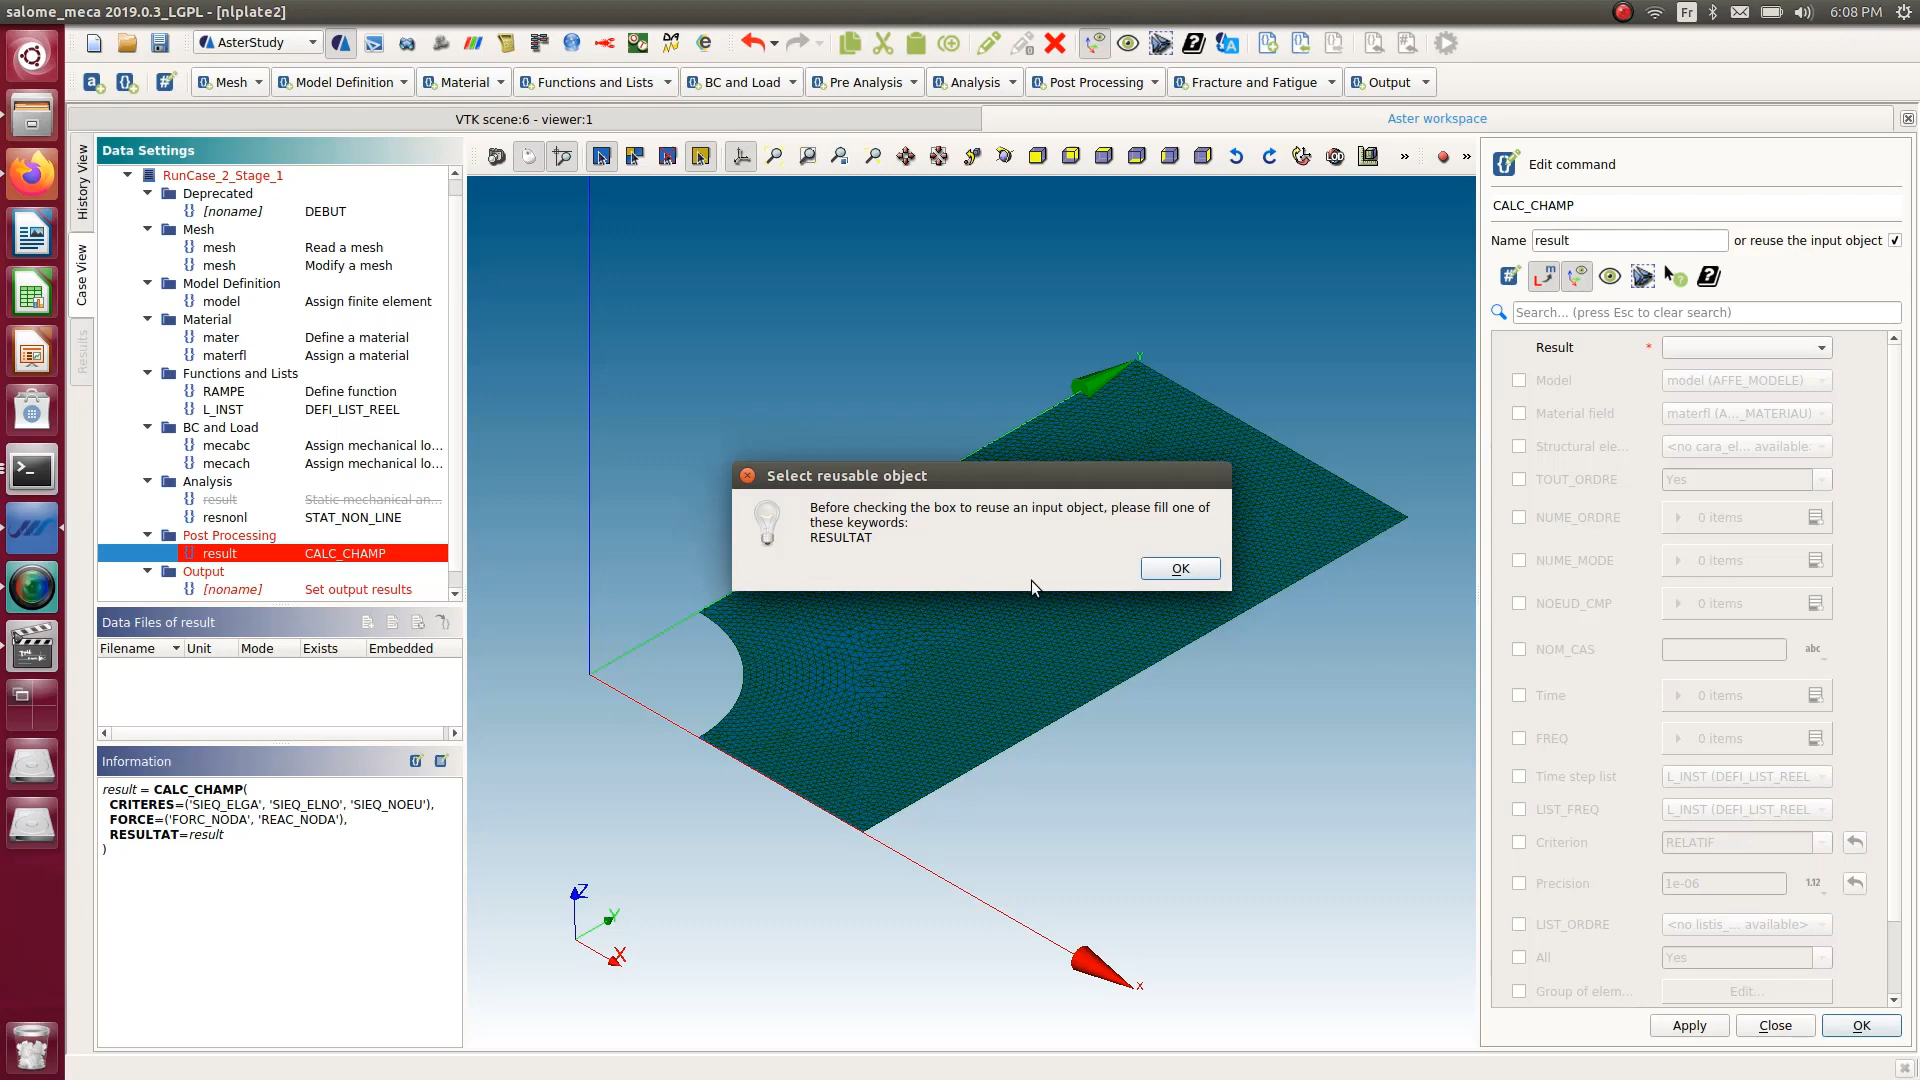 salome_meca 2019.0.3_LGPL - [nlplate2]
Fr
6:08 PM
AsterStudy
Mesh
Model Definition
Material
Functions and Lists
BC and Load
Pre Analysis
Analysis
Post Processing
Fracture and Fatigue
Output
VTK scene:6 - viewer:1
Aster workspace
History View
Case View
Results
Data Settings
RunCase_2_Stage_1
Deprecated
[noname] DEBUT
Mesh
mesh Read a mesh
mesh Modify a mesh
Model Definition
model Assign finite element
Material
mater Define a material
materfl Assign a material
Functions and Lists
RAMPE Define function
L_INST DEFI_LIST_REEL
BC and Load
mecabc Assign mechanical lo...
mecach Assign mechanical lo...
Analysis
result Static mechanical an...
resnonl STAT_NON_LINE
Post Processing
result CALC_CHAMP
Output
[noname] Set output results
Data Files of result
Filename Unit Mode Exists Embedded
Information
result = CALC_CHAMP(
CRITERES=('SIEQ_ELGA', 'SIEQ_ELNO', 'SIEQ_NOEU'),
FORCE=('FORC_NODA', 'REAC_NODA'),
RESULTAT=result
)
Y
X
Z
Y
X
Select reusable object
Before checking the box to reuse an input object, please fill one of
these keywords:
RESULTAT
OK
Edit command
CALC_CHAMP
Name result or reuse the input object
Search... (press Esc to clear search)
Result *
Model model (AFFE_MODELE)
Material field materfl (A..._MATERIAU)
Structural ele... <no cara_el... available>
TOUT_ORDRE Yes
NUME_ORDRE 0 items
NUME_MODE 0 items
NOEUD_CMP 0 items
NOM_CAS abc
Time 0 items
FREQ 0 items
Time step list L_INST (DEFI_LIST_REEL
LIST_FREQ L_INST (DEFI_LIST_REEL
Criterion RELATIF
Precision 1e-06 1.12
LIST_ORDRE <no listis_... available>
All Yes
Group of elem... Edit...
Apply
Close
OK